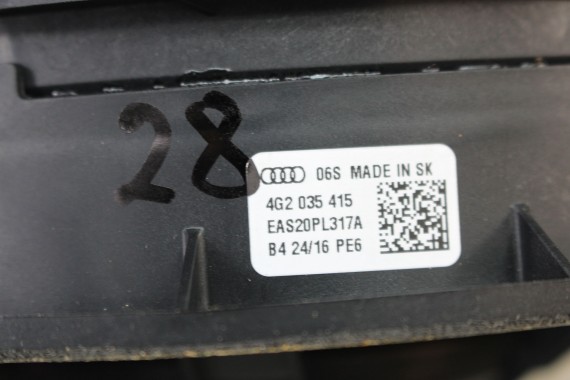 28
06S MADE IN SK
4G2 035 415
EAS20PL317A
B4 24/16 PE6